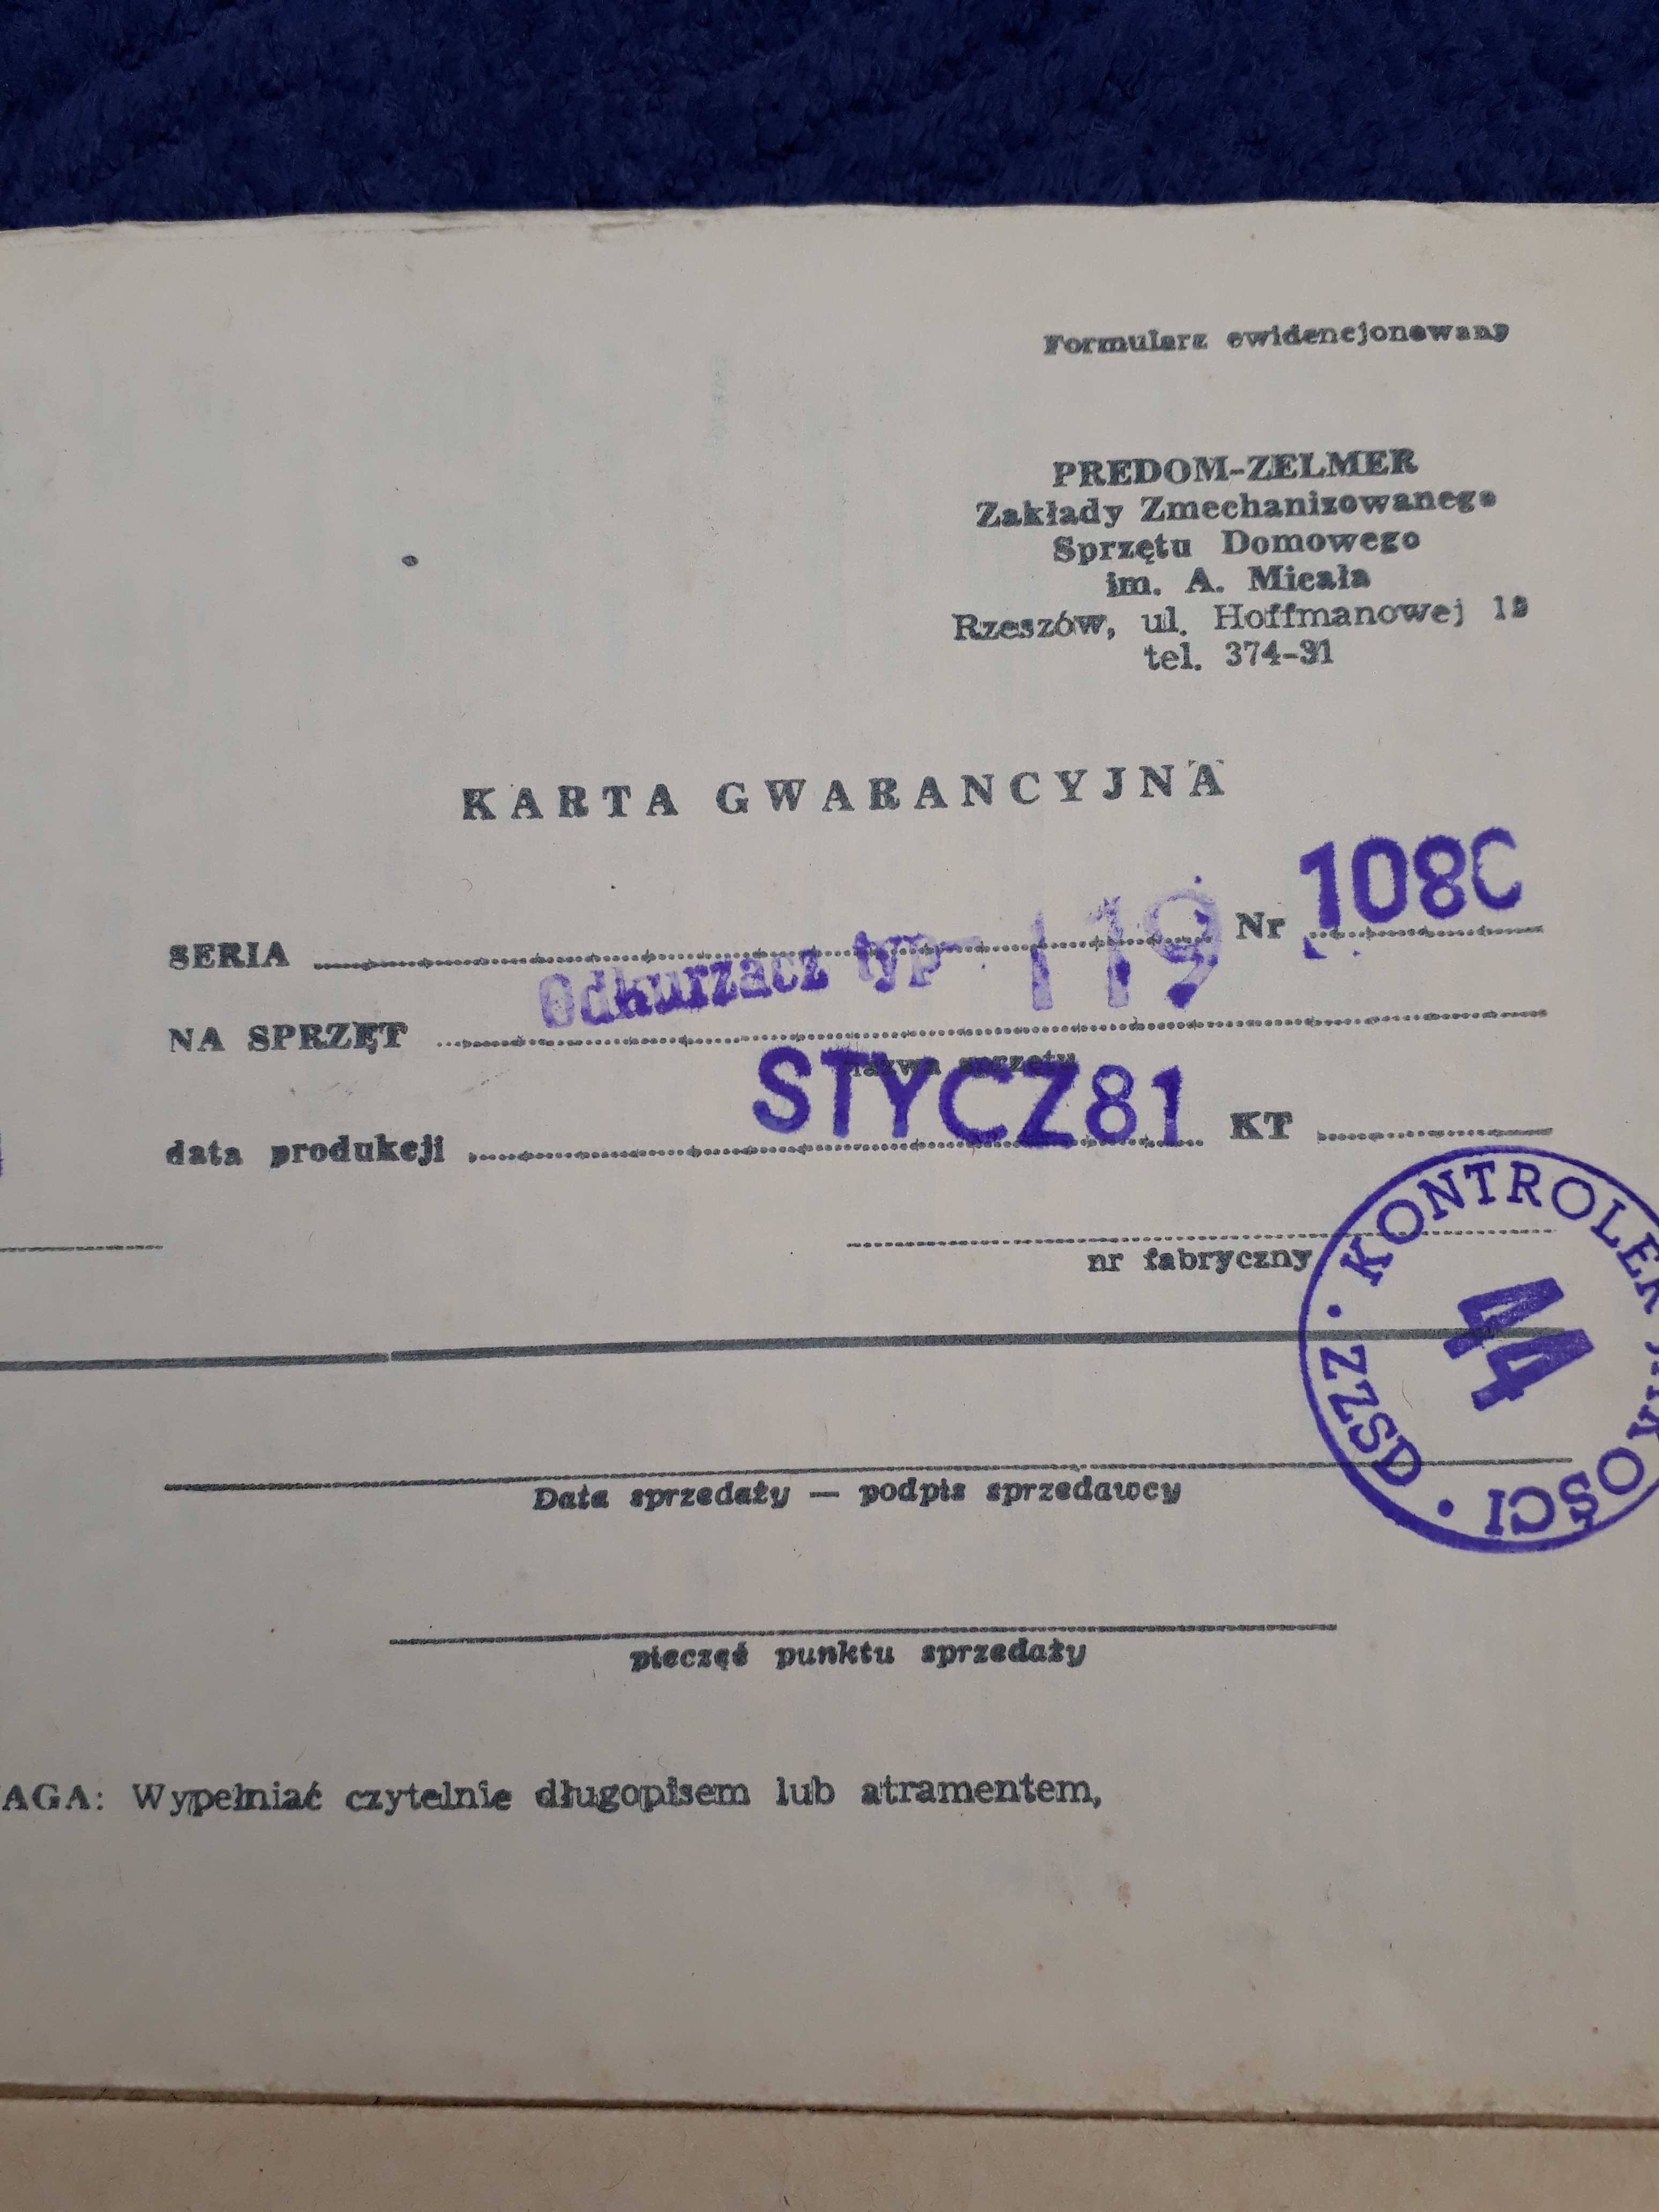 Formularz ewidencjonowany
PREDOM-ZELMER
Zakłady Zmechanizowanego
Sprzętu Domowego
im. A. Micała
Rzeszów, ul. Hoffmanowej 19
tel. 374-31
KARTA GWARANCYJNA
SERIA Nr 1080
Odkurzacz typ- 119
NA SPRZĘT
nazwa sprzętu
data produkcji STYCZ81 KT
nr fabryczny
KONTROLER JAKOŚCI · ZZSD ·
44
Data sprzedaży — podpis sprzedawcy
pieczęć punktu sprzedaży
AGA: Wypełniać czytelnie długopisem lub atramentem,